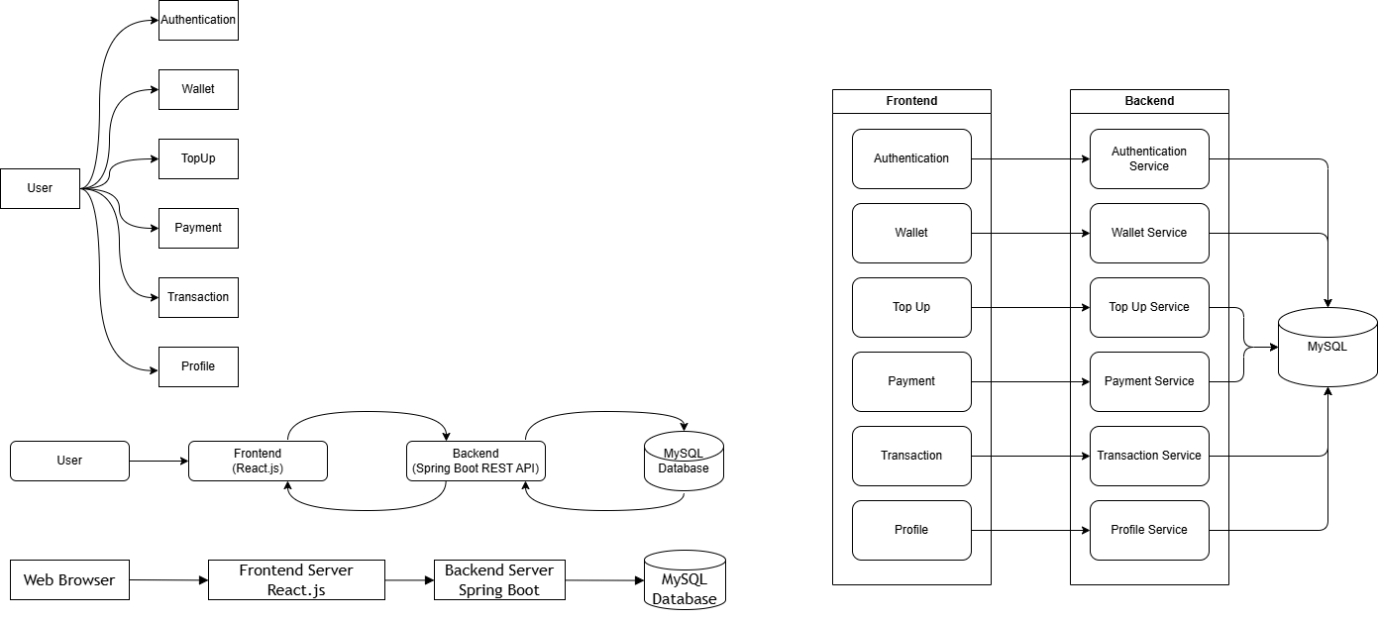 Authentication
Wallet
TopUp
User
Payment
Transaction
Profile
User
Frontend
(React.js)
Backend
(Spring Boot REST API)
MySQL
Database
Web Browser
Frontend Server
React.js
Backend Server
Spring Boot
MySQL
Database
Frontend
Backend
Authentication
Authentication
Service
Wallet
Wallet Service
Top Up
Top Up Service
MySQL
Payment
Payment Service
Transaction
Transaction Service
Profile
Profile Service